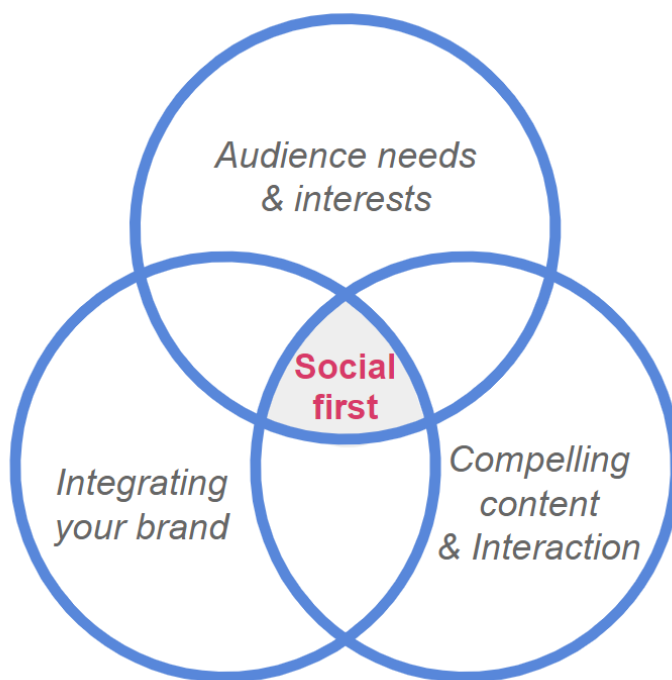 Audience needs
& interests
Social
first
Integrating
your brand
Compelling
content
& Interaction